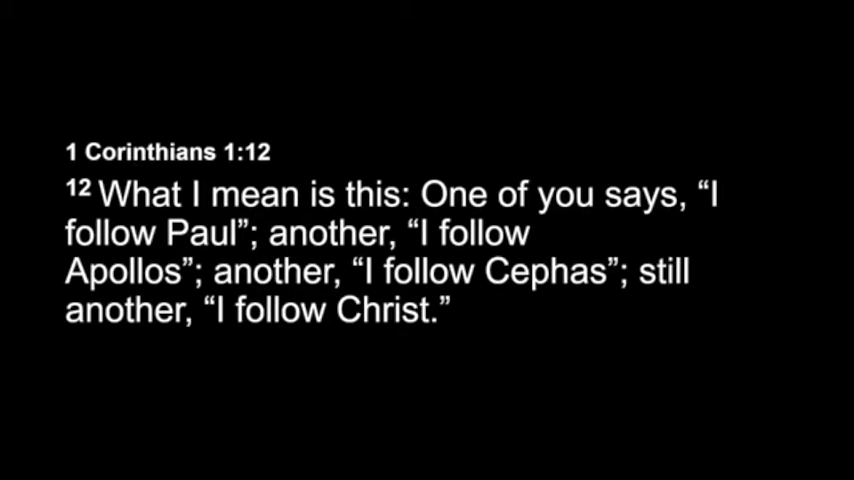 1 Corinthians 1:12
12 What I mean is this: One of you says, “I
follow Paul”; another, “I follow
Apollos”; another, “I follow Cephas”; still
another, “I follow Christ.”